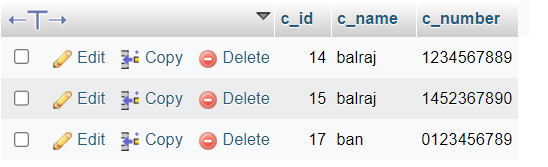 c_id c_name c_number
Edit Copy Delete 14 balraj 1234567889
Edit Copy Delete 15 balraj 1452367890
Edit Copy Delete 17 ban 0123456789